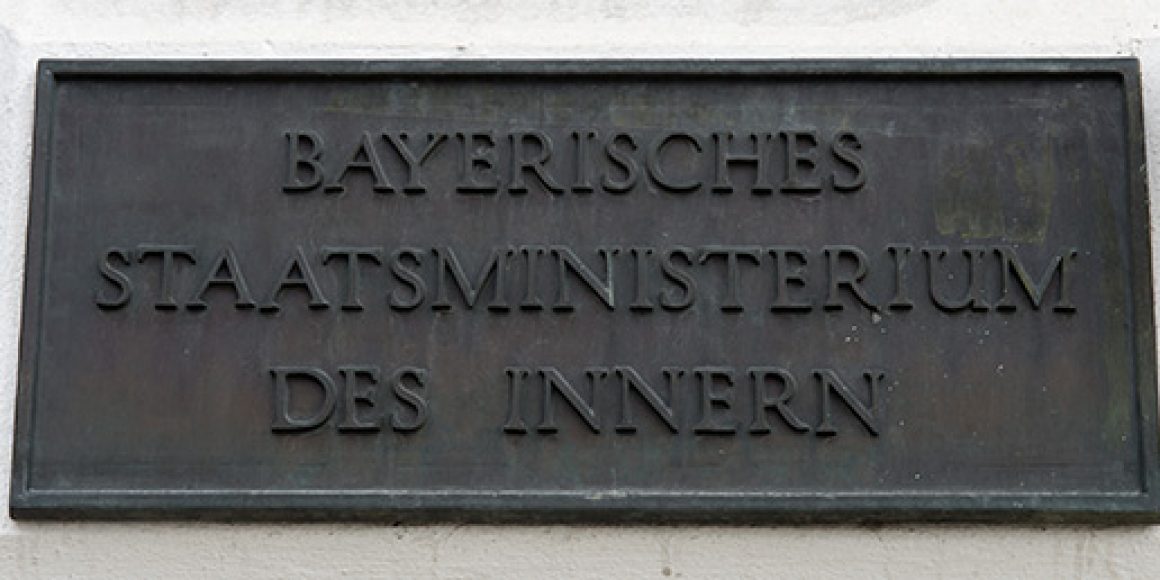 BAYERISCHES
STAATSMINISTERIUM
DES INNERN